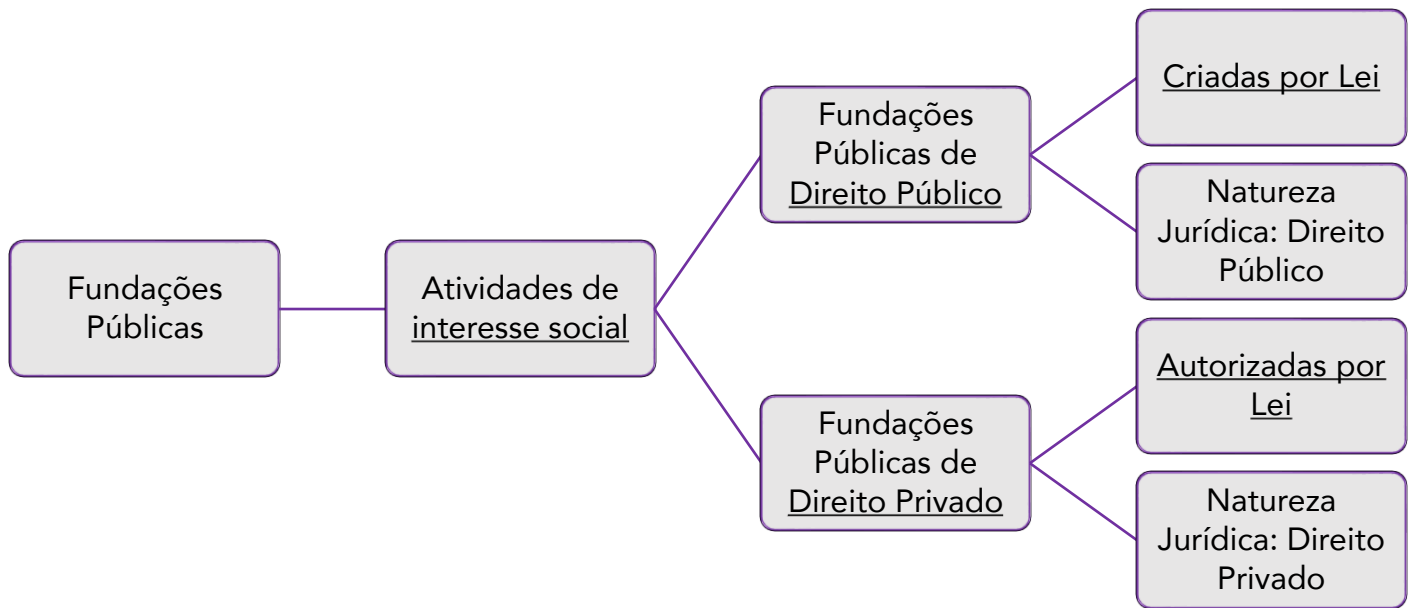 Fundações
Públicas
Atividades de
interesse social
Fundações
Públicas de
Direito Público
Criadas por Lei
Natureza
Jurídica: Direito
Público
Fundações
Públicas de
Direito Privado
Autorizadas por
Lei
Natureza
Jurídica: Direito
Privado